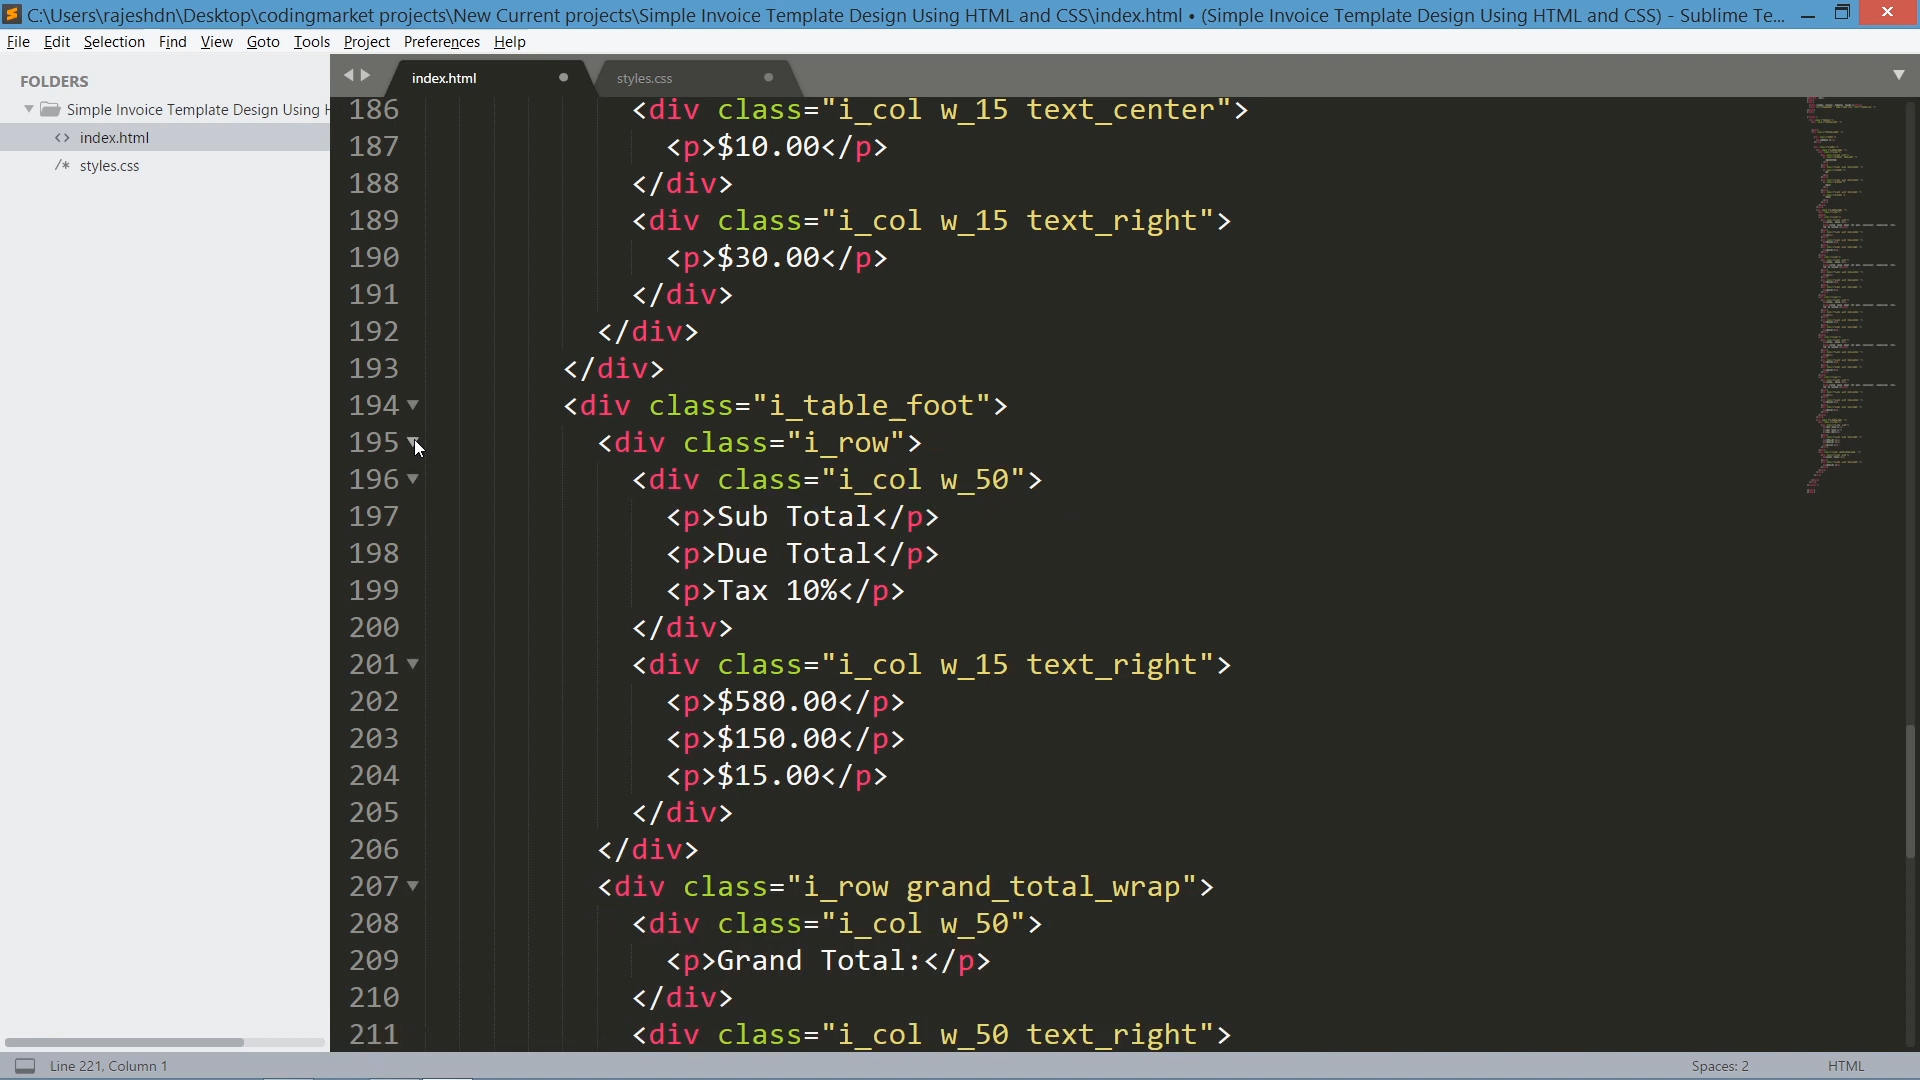 C:\Users\rajeshdn\Desktop\codingmarket projects\New Current projects\Simple Invoice Template Design Using HTML and CSS\index.html • (Simple Invoice Template Design Using HTML and CSS) - Sublime Te...
File Edit Selection Find View Goto Tools Project Preferences Help
FOLDERS
Simple Invoice Template Design Using H
<> index.html
/* styles.css
index.html
styles.css
186 <div class="i_col w_15 text_center">
187 <p>$10.00</p>
188 </div>
189 <div class="i_col w_15 text_right">
190 <p>$30.00</p>
191 </div>
192 </div>
193 </div>
194 <div class="i_table_foot">
195 <div class="i_row">
196 <div class="i_col w_50">
197 <p>Sub Total</p>
198 <p>Due Total</p>
199 <p>Tax 10%</p>
200 </div>
201 <div class="i_col w_15 text_right">
202 <p>$580.00</p>
203 <p>$150.00</p>
204 <p>$15.00</p>
205 </div>
206 </div>
207 <div class="i_row grand_total_wrap">
208 <div class="i_col w_50">
209 <p>Grand Total:</p>
210 </div>
211 <div class="i_col w_50 text_right">
Line 221, Column 1
Spaces: 2
HTML